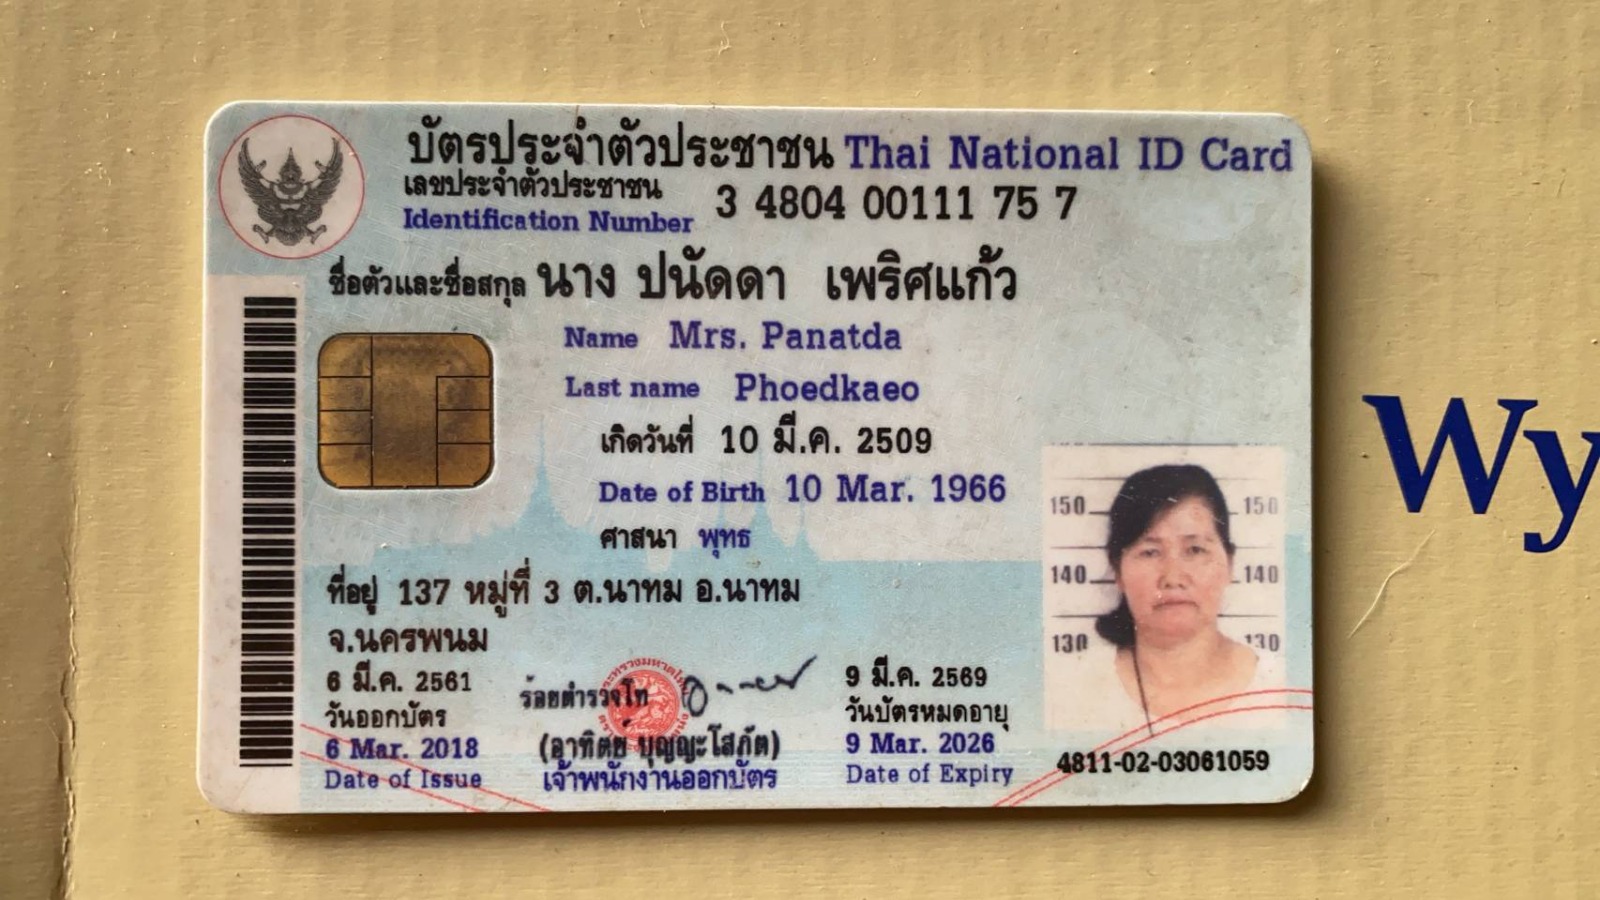 บัตรประจำตัวประชาชน Thai National ID Card
เลขประจำตัวประชาชน
Identification Number 3 4804 00111 75 7
ชื่อตัวและชื่อสกุล นาง ปนัดดา เพริศแก้ว
Name Mrs. Panatda
Last name Phoedkaeo
เกิดวันที่ 10 มี.ค. 2509
Date of Birth 10 Mar. 1966
ศาสนา พุทธ
ที่อยู่ 137 หมู่ที่ 3 ต.นาทม อ.นาทม
จ.นครพนม
6 มี.ค. 2561
วันออกบัตร
6 Mar. 2018
Date of Issue
ร้อยตำรวจโท
(อาทิตย์ บุญญะโสภัต)
เจ้าพนักงานออกบัตร
9 มี.ค. 2569
วันบัตรหมดอายุ
9 Mar. 2026
Date of Expiry
150 150
140 140
130 130
4811-02-03061059
Wy